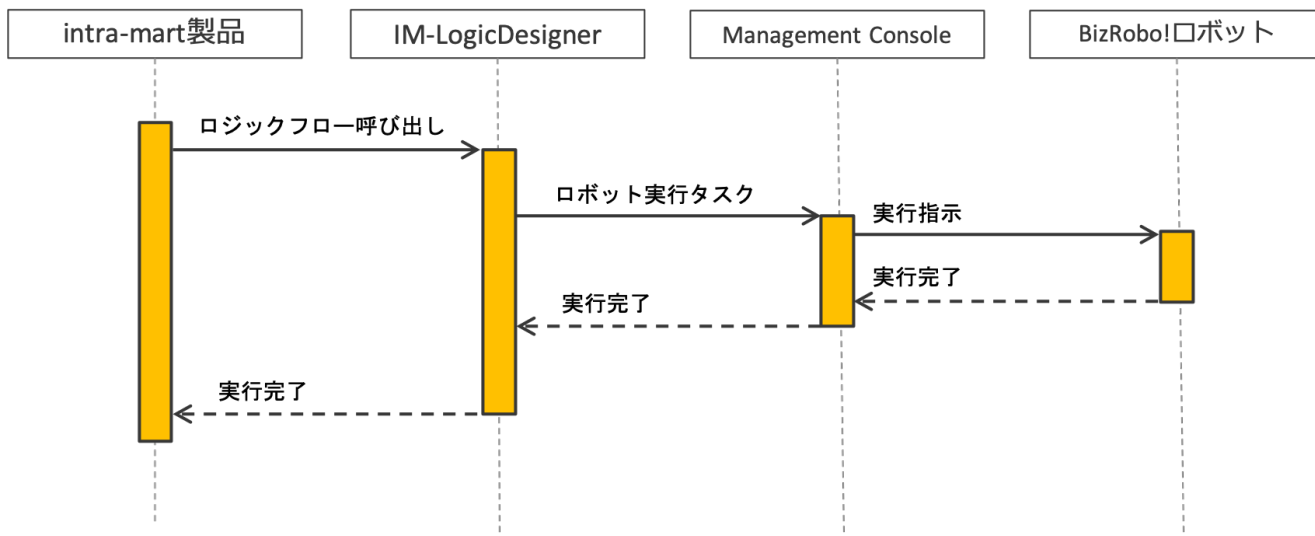 intra-mart製品
IM-LogicDesigner
Management Console
BizRobo!ロボット
ロジックフロー呼び出し
ロボット実行タスク
実行指示
実行完了
実行完了
実行完了